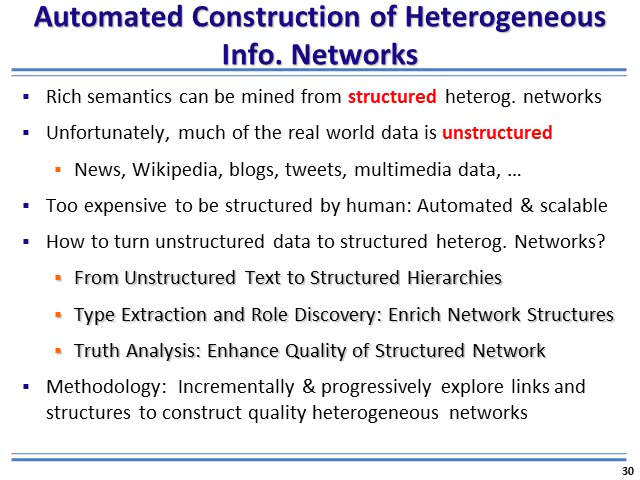 Automated Construction of Heterogeneous
Info. Networks
▪ Rich semantics can be mined from structured heterog. networks
▪ Unfortunately, much of the real world data is unstructured
▪ News, Wikipedia, blogs, tweets, multimedia data, …
▪ Too expensive to be structured by human: Automated & scalable
▪ How to turn unstructured data to structured heterog. Networks?
▪ From Unstructured Text to Structured Hierarchies
▪ Type Extraction and Role Discovery: Enrich Network Structures
▪ Truth Analysis: Enhance Quality of Structured Network
▪ Methodology: Incrementally & progressively explore links and
structures to construct quality heterogeneous networks
30